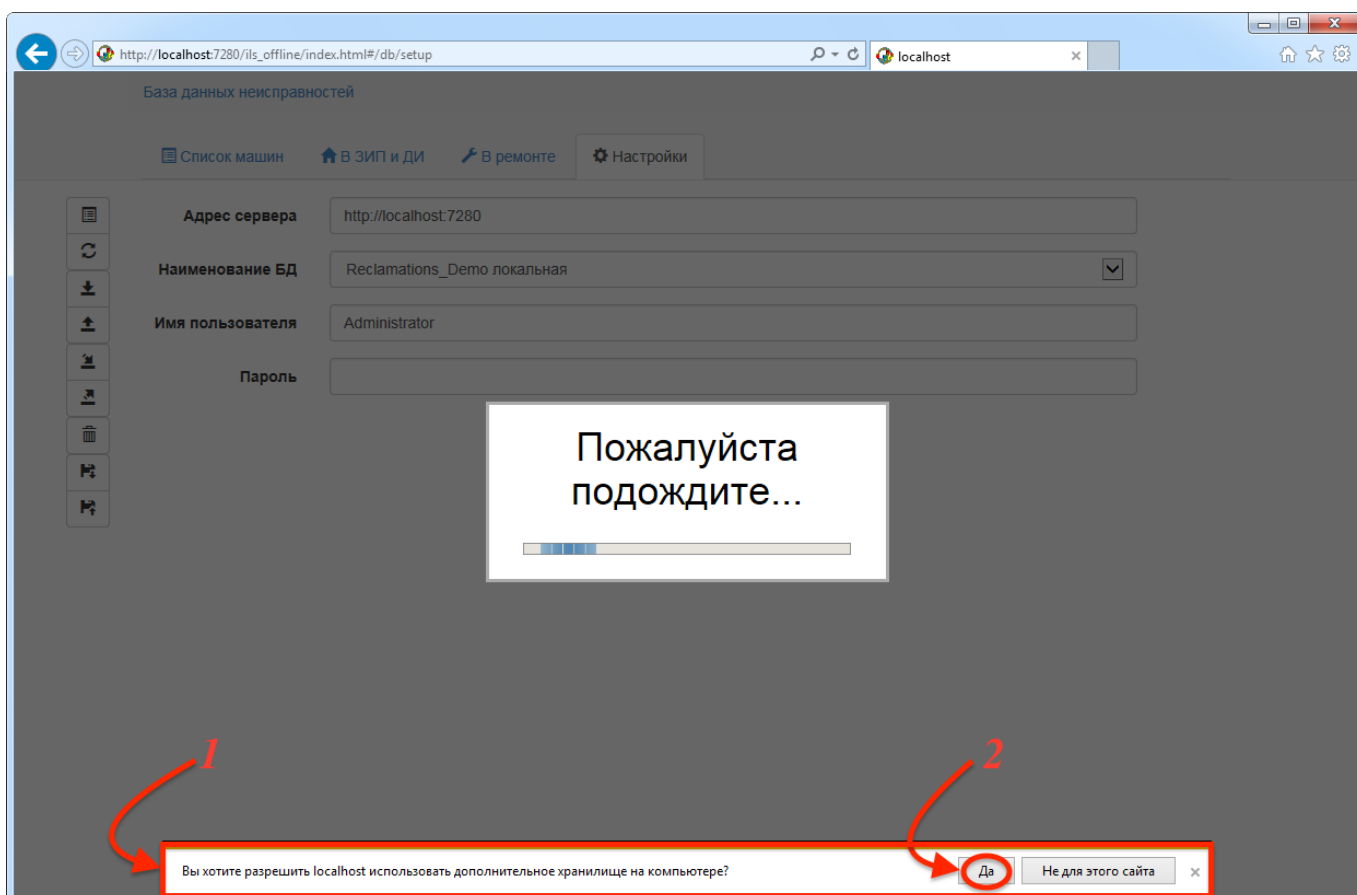 http://localhost:7280/ils_offline/index.html#/db/setup
localhost
База данных неисправностей
Список машин
В ЗИП и ДИ
В ремонте
Настройки
Адрес сервера
http://localhost:7280
Наименование БД
Reclamations_Demo локальная
Имя пользователя
Administrator
Пароль
Пожалуйста
подождите...
1
2
Вы хотите разрешить localhost использовать дополнительное хранилище на компьютере?
Да
Не для этого сайта